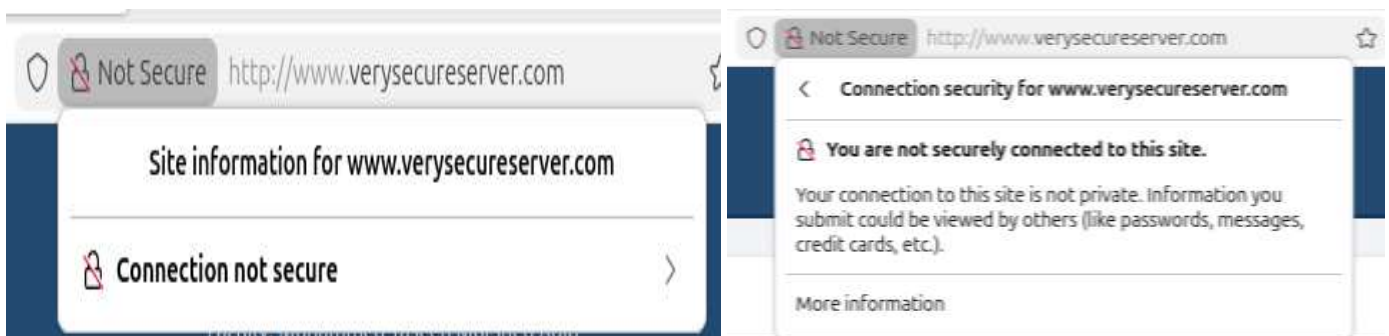 Not Secure http://www.verysecureserver.com
Site information for www.verysecureserver.com
Connection not secure
Not Secure http://www.verysecureserver.com
Connection security for www.verysecureserver.com
You are not securely connected to this site.
Your connection to this site is not private. Information you
submit could be viewed by others (like passwords, messages,
credit cards, etc.).
More information